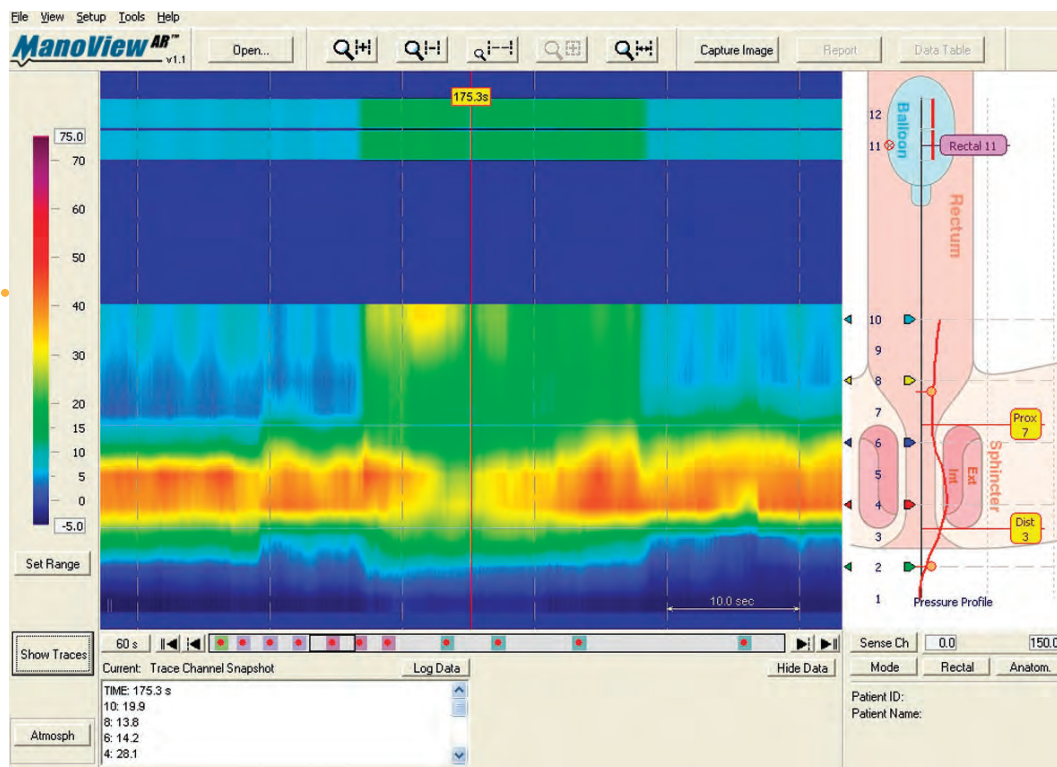 File View Setup Tools Help
ManoView AR™ v1.1
Open...
Capture Image
Report
Data Table
175.3s
75.0
70
60
50
40
30
20
15
10
5
0
-5.0
Set Range
10.0 sec
12
11
10
9
8
7
6
5
4
3
2
1
Balloon
Rectal 11
Rectum
Prox
7
Sphincter
Ext
Int
Dist
3
Pressure Profile
Show Traces
60 s
Current: Trace Channel Snapshot
Log Data
Hide Data
TIME: 175.3 s
10: 19.9
8: 13.8
6: 14.2
4: 28.1
Atmosph
Sense Ch
0.0
150.0
Mode
Rectal
Anatom.
Patient ID:
Patient Name: